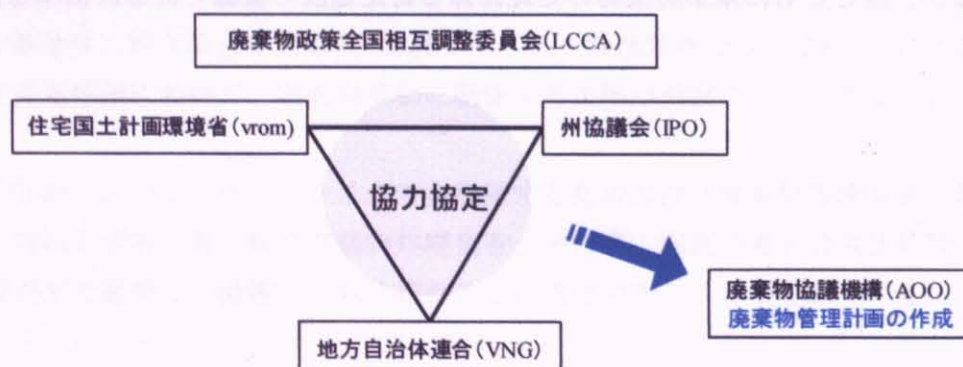 廃棄物政策全国相互調整委員会(LCCA)
住宅国土計画環境省(vrom)
州協議会(IPO)
協力協定
廃棄物協議機構(AOO)
廃棄物管理計画の作成
地方自治体連合(VNG)